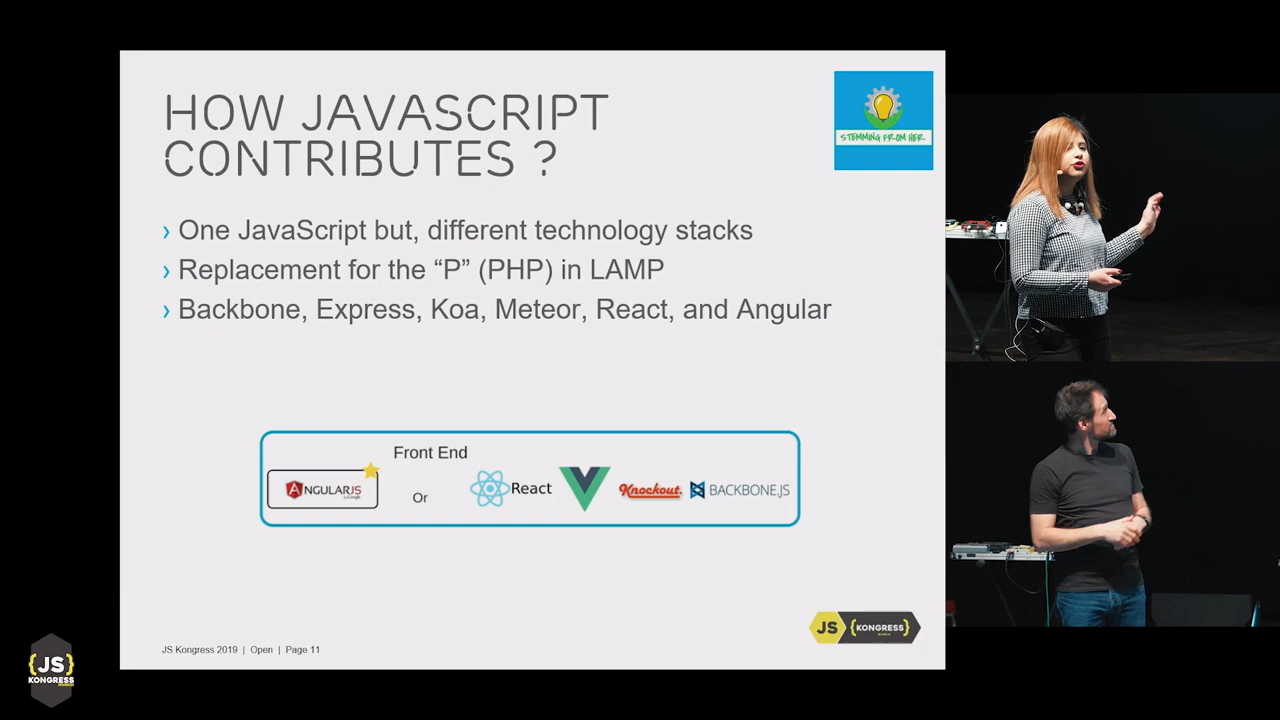 HOW JAVASCRIPT
CONTRIBUTES ?
STEMMING FROM HER
› One JavaScript but, different technology stacks
› Replacement for the “P” (PHP) in LAMP
› Backbone, Express, Koa, Meteor, React, and Angular
Front End
ANGULARJS
Or
React
Knockout.
BACKBONE.JS
JS {KONGRESS}
JS Kongress 2019 | Open | Page 11
{JS}
KONGRESS